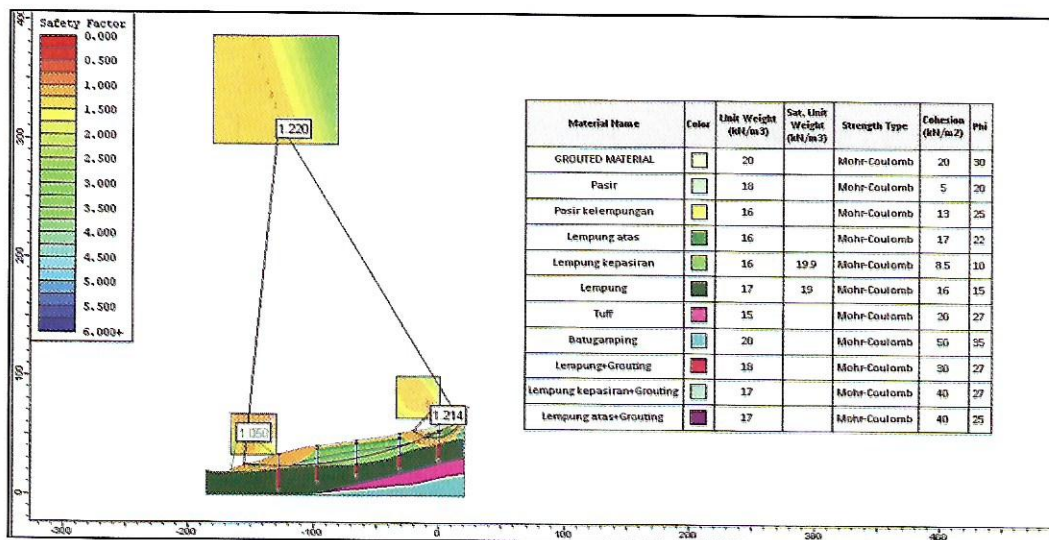 Safety Factor
0.000
0.500
1.000
1.500
2.000
2.500
3.000
3.500
4.000
4.500
5.000
5.500
6.000+
400
300
200
100
0
1.220
1.214
1.050
-300 -200 -100 0 100 200 300 400
Material Name Color Unit Weight (kN/m3) Sat. Unit Weight (kN/m3) Strength Type Cohesion (kN/m2) Phi
GROUTED MATERIAL 20 Mohr-Coulomb 20 30
Pasir 18 Mohr-Coulomb 5 20
Pasir kelempungan 16 Mohr-Coulomb 13 25
Lempung atas 16 Mohr-Coulomb 17 22
Lempung kepasiran 16 19.9 Mohr-Coulomb 8.5 10
Lempung 17 19 Mohr-Coulomb 16 15
Tuff 15 Mohr-Coulomb 20 27
Batugamping 20 Mohr-Coulomb 50 35
Lempung+Grouting 18 Mohr-Coulomb 30 27
Lempung kepasiran+Grouting 17 Mohr-Coulomb 40 27
Lempung atas+Grouting 17 Mohr-Coulomb 40 25